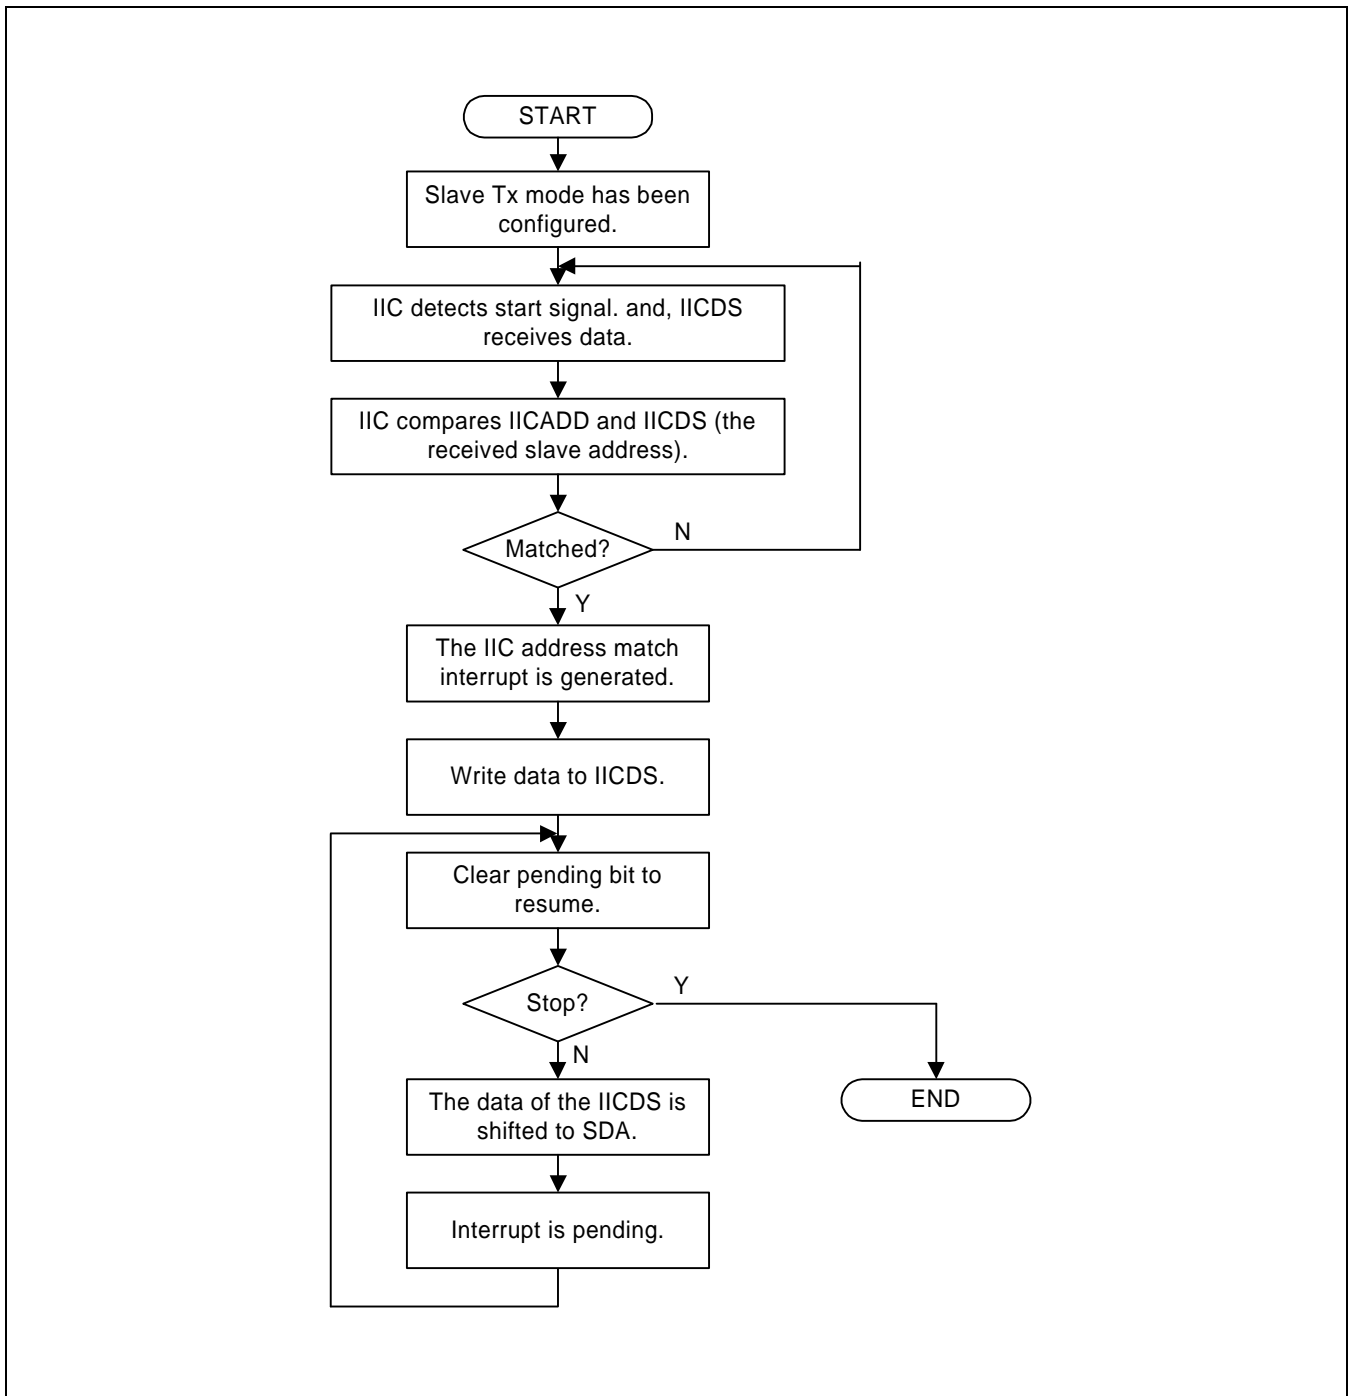 START
Slave Tx mode has been
configured.
IIC detects start signal. and, IICDS
receives data.
IIC compares IICADD and IICDS (the
received slave address).
Matched?
N
Y
The IIC address match
interrupt is generated.
Write data to IICDS.
Clear pending bit to
resume.
Stop?
Y
N
The data of the IICDS is
shifted to SDA.
END
Interrupt is pending.